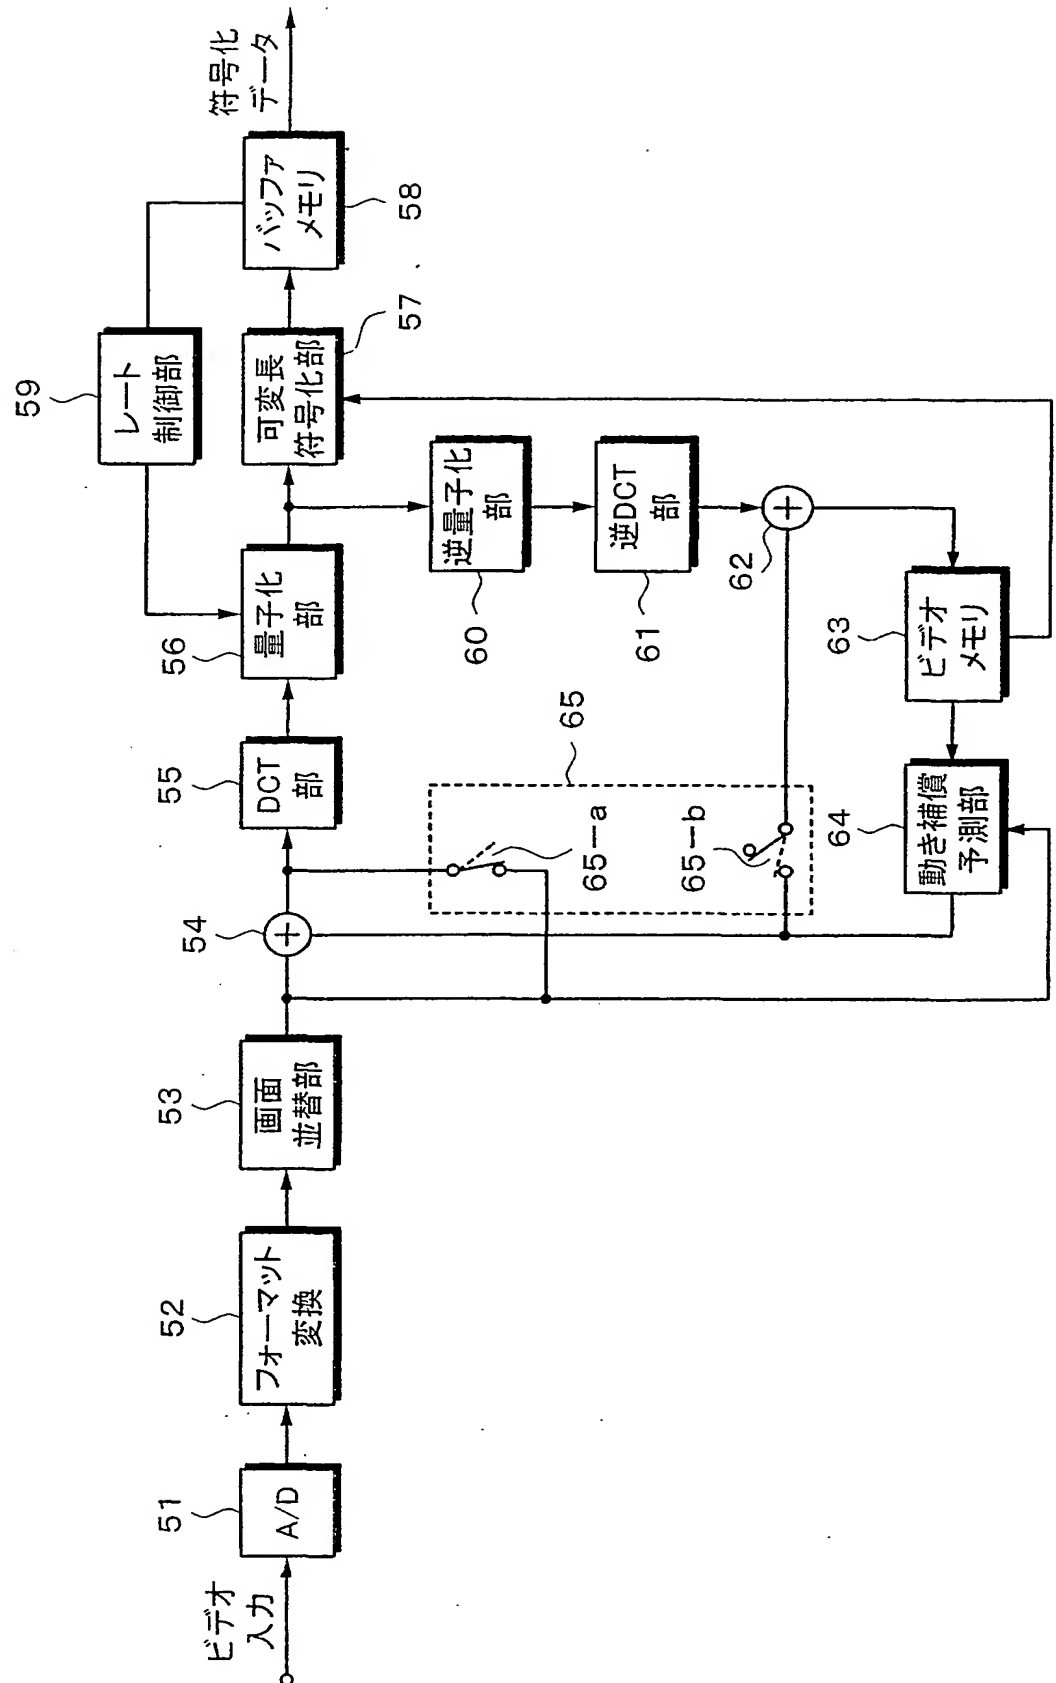 ビデオ
入力
51
A/D
52
フォーマット
変換
53
画面
並替部
54
55
DCT
部
56
量子化
部
57
可変長
符号化部
58
バッファ
メモリ
符号化
データ
59
レート
制御部
60
逆量子化
部
61
逆DCT
部
62
63
ビデオ
メモリ
64
動き補償
予測部
65
65-a
65-b